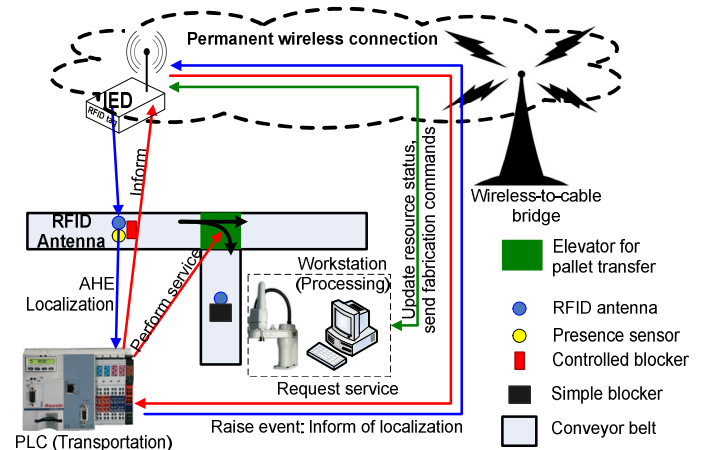 Permanent wireless connection
IED
RFID tag
Inform
Update resource status,
send fabrication commands
Wireless-to-cable
bridge
RFID
Antenna
AHE
Localization
Perform service
Workstation
(Processing)
Request service
Raise event: Inform of localization
PLC (Transportation)
Elevator for
pallet transfer
RFID antenna
Presence sensor
Controlled blocker
Simple blocker
Conveyor belt